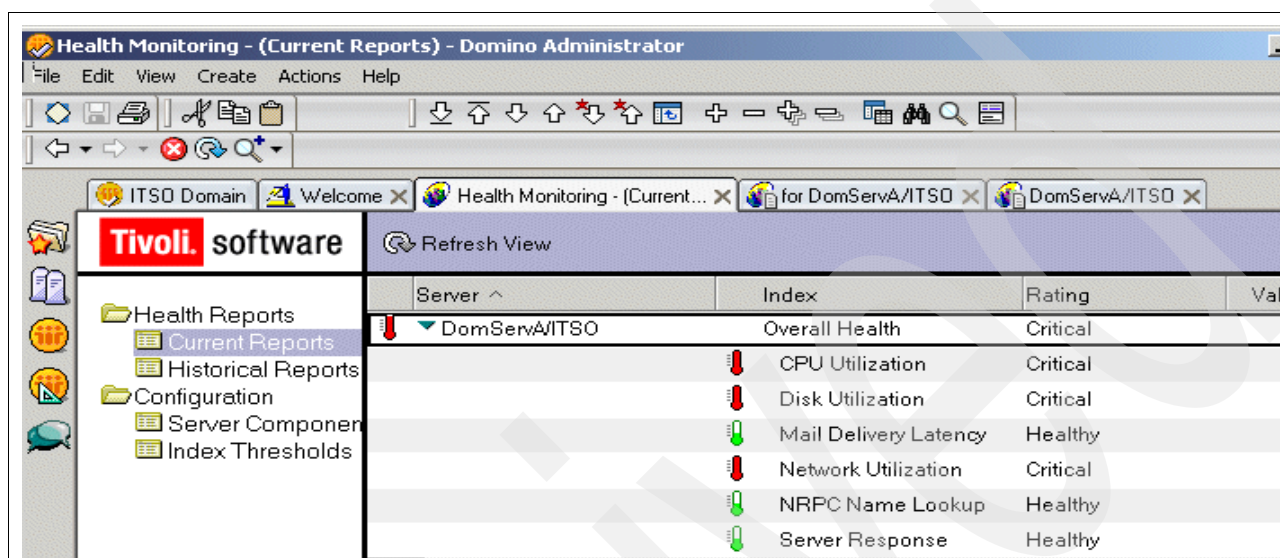 Health Monitoring - (Current Reports) - Domino Administrator
File Edit View Create Actions Help
ITSO Domain Welcome Health Monitoring - (Current... for DomServA/ITSO DomServA/ITSO
Tivoli. software
Refresh View
Server Index Rating Val
Health Reports
Current Reports
Historical Reports
Configuration
Server Componen
Index Thresholds
DomServA/ITSO Overall Health Critical
CPU Utilization Critical
Disk Utilization Critical
Mail Delivery Latency Healthy
Network Utilization Critical
NRPC Name Lookup Healthy
Server Response Healthy